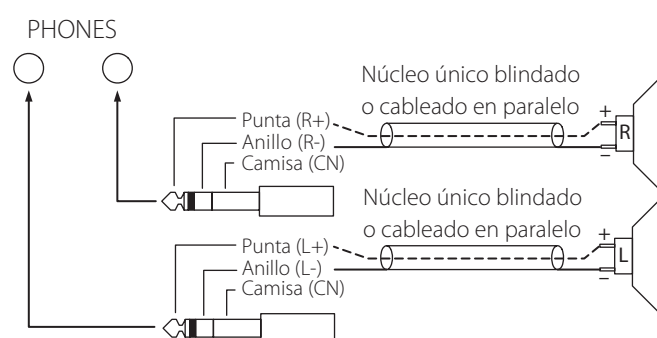 PHONES
Núcleo único blindado
o cableado en paralelo
Punta (R+)
Anillo (R-)
Camisa (CN)
+
R
–
Núcleo único blindado
o cableado en paralelo
Punta (L+)
Anillo (L-)
Camisa (CN)
+
L
–